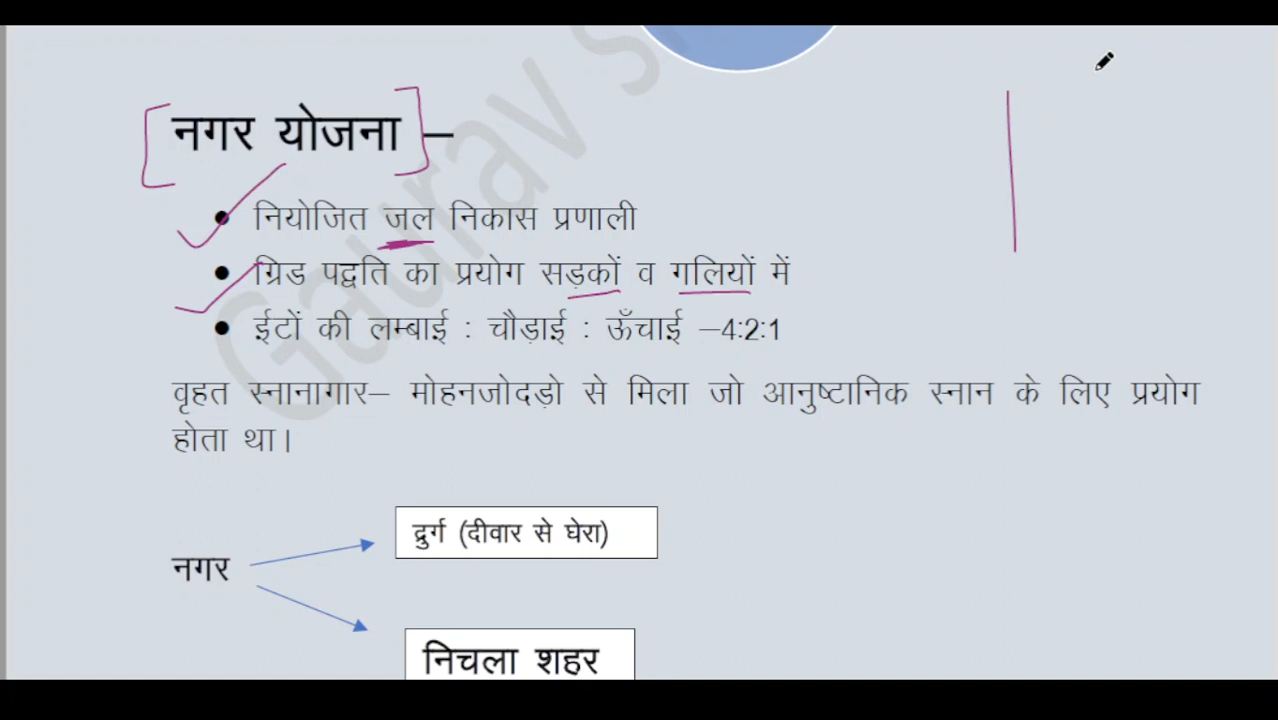 नगर योजना –
• नियोजित जल निकास प्रणाली
• ग्रिड पद्वति का प्रयोग सड़कों व गलियों में
• ईटों की लम्बाई : चौड़ाई : ऊँचाई –4:2:1
वृहत स्नानागार– मोहनजोदड़ो से मिला जो आनुष्टानिक स्नान के लिए प्रयोग
होता था।
द्रुर्ग (दीवार से घेरा)
नगर
निचला शहर
Gaurav